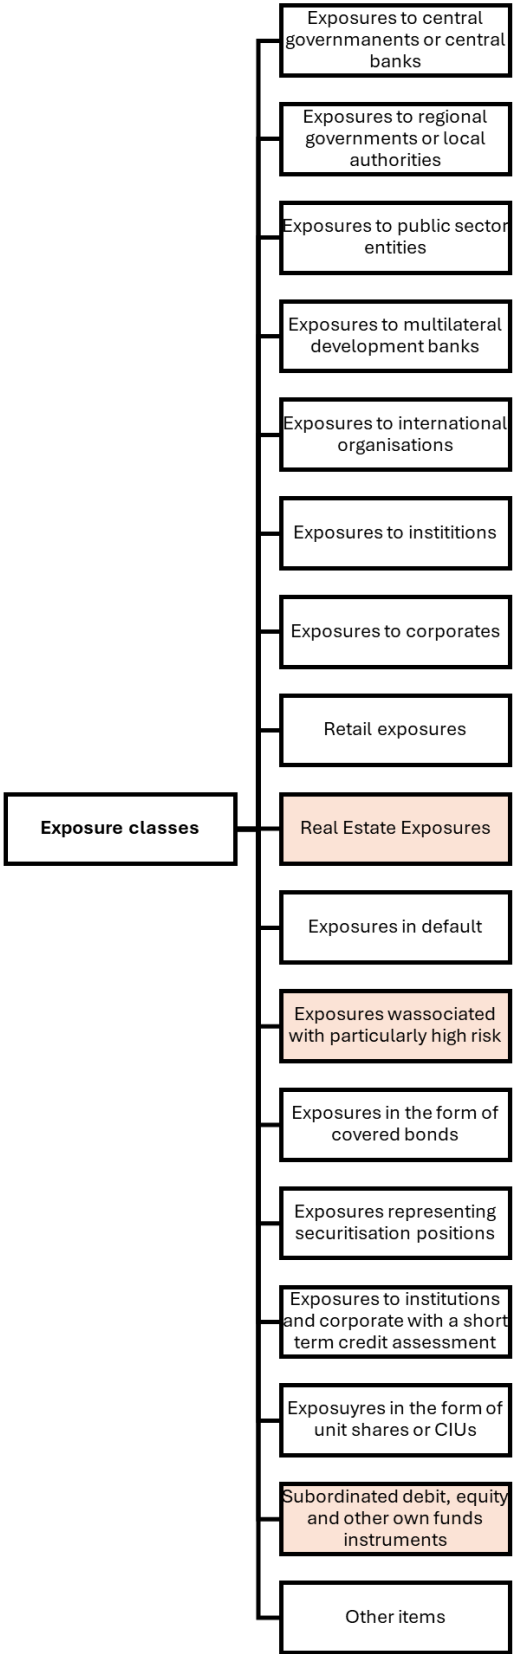 Exposures to central
governmanents or central
banks
Exposures to regional
governments or local
authorities
Exposures to public sector
entities
Exposures to multilateral
development banks
Exposures to international
organisations
Exposures to instititions
Exposures to corporates
Retail exposures
Exposure classes
Real Estate Exposures
Exposures in default
Exposures wassociated
with particularly high risk
Exposures in the form of
covered bonds
Exposures representing
securitisation positions
Exposures to institutions
and corporate with a short
term credit assessment
Exposuyres in the form of
unit shares or CIUs
Subordinated debit, equity
and other own funds
instruments
Other items